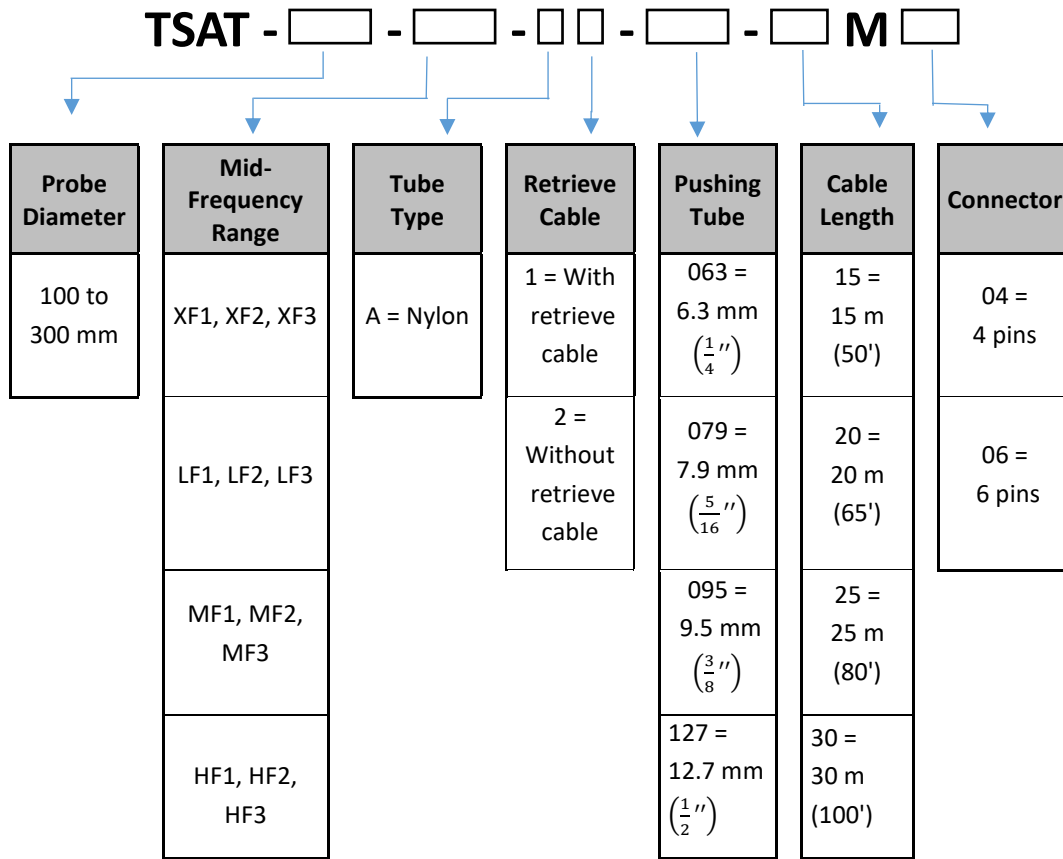 TSAT - - - - M
Probe
Diameter
100 to
300 mm
Mid-
Frequency
Range
XF1, XF2, XF3
LF1, LF2, LF3
MF1, MF2,
MF3
HF1, HF2,
HF3
Tube
Type
A = Nylon
Retrieve
Cable
1 = With
retrieve
cable
2 =
Without
retrieve
cable
Pushing
Tube
063 =
6.3 mm
(1/4")
079 =
7.9 mm
(5/16")
095 =
9.5 mm
(3/8")
127 =
12.7 mm
(1/2")
Cable
Length
15 =
15 m
(50')
20 =
20 m
(65')
25 =
25 m
(80')
30 =
30 m
(100')
Connector
04 =
4 pins
06 =
6 pins